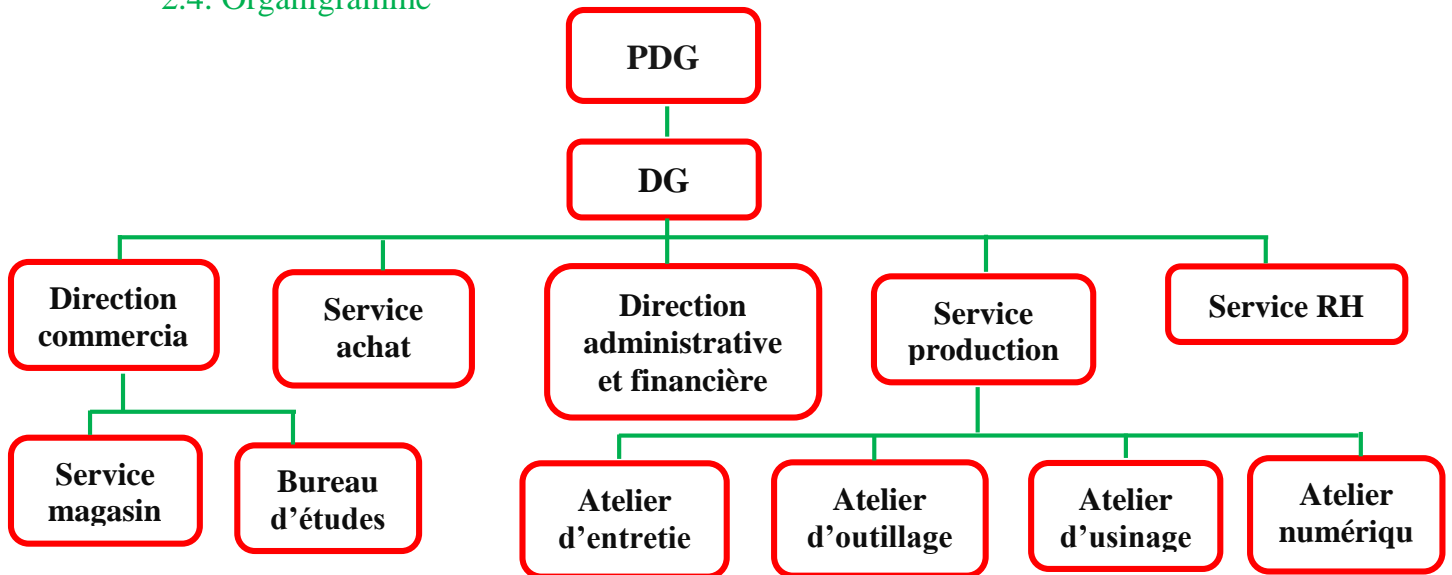 2.4. Organigramme
PDG
DG
Direction
commercia
Service
achat
Direction
administrative
et financière
Service
production
Service RH
Service
magasin
Bureau
d’études
Atelier
d’entretie
Atelier
d’outillage
Atelier
d’usinage
Atelier
numériqu